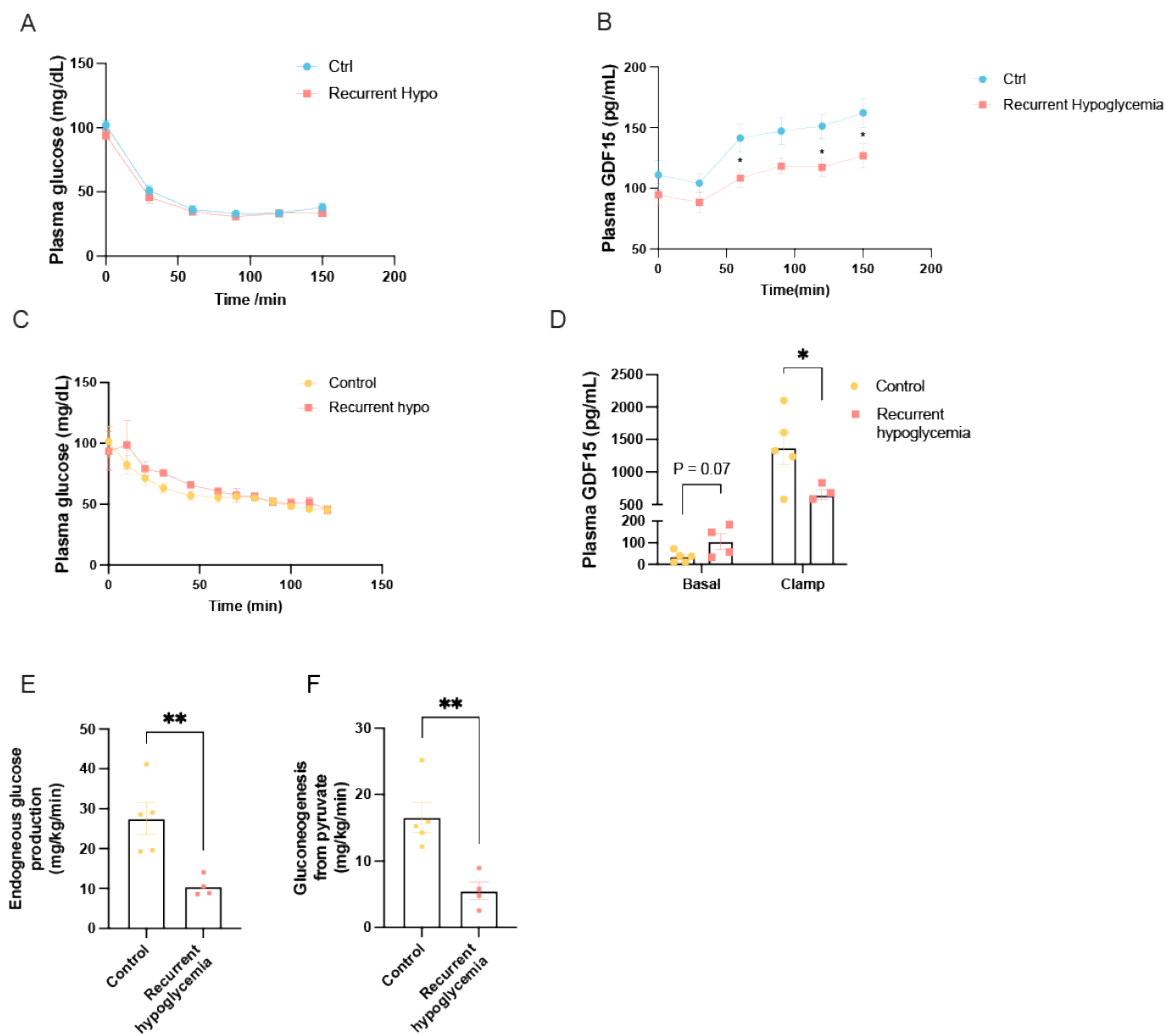 A
Plasma glucose (mg/dL)
150
100
50
0
0
50
100
150
200
Time /min
Ctrl
Recurrent Hypo
B
Plasma GDF15 (pg/mL)
200
150
100
50
0
50
100
150
200
Time(min)
*
*
*
Ctrl
Recurrent Hypoglycemia
C
Plasma glucose (mg/dL)
150
100
50
0
0
50
100
150
Time (min)
Control
Recurrent hypo
D
Plasma GDF15 (pg/mL)
2500
2000
1500
1000
500
200
100
0
P = 0.07
*
Basal
Clamp
Control
Recurrent
hypoglycemia
E
Endogneous glucose
production
(mg/kg/min)
50
40
30
20
10
0
**
Control
Recurrent
hypoglycemia
F
Gluconeogenesis
from pyruvate
(mg/kg/min)
30
20
10
0
**
Control
Recurrent
hypoglycemia